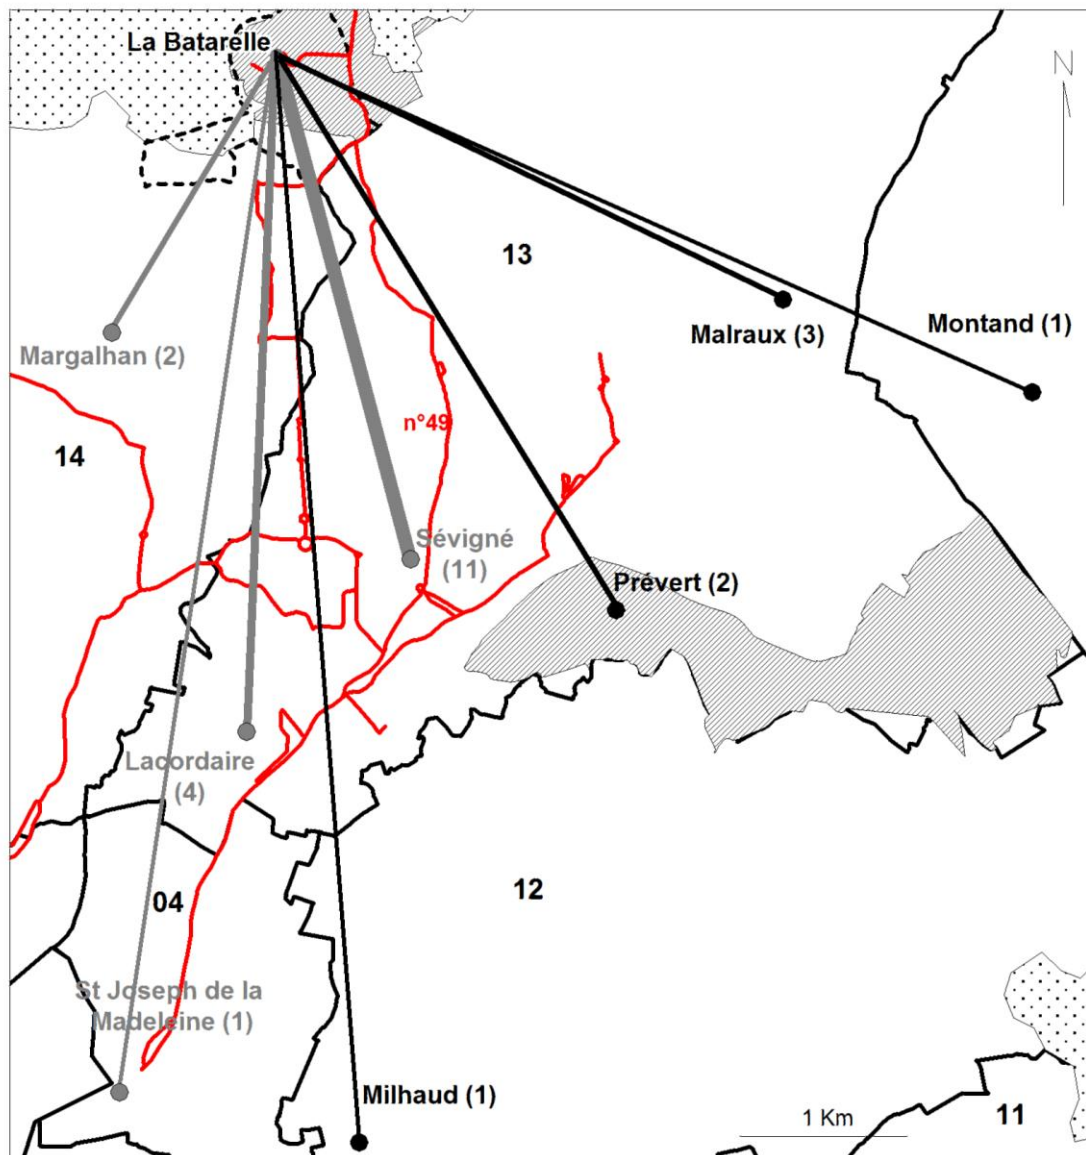 La Batarelle
N
13
Malraux (3)
Montand (1)
Margalhan (2)
n°49
14
Sévigné
(11)
Prévert (2)
Lacordaire
(4)
04
12
St Joseph de la
Madeleine (1)
Milhaud (1)
1 Km
11